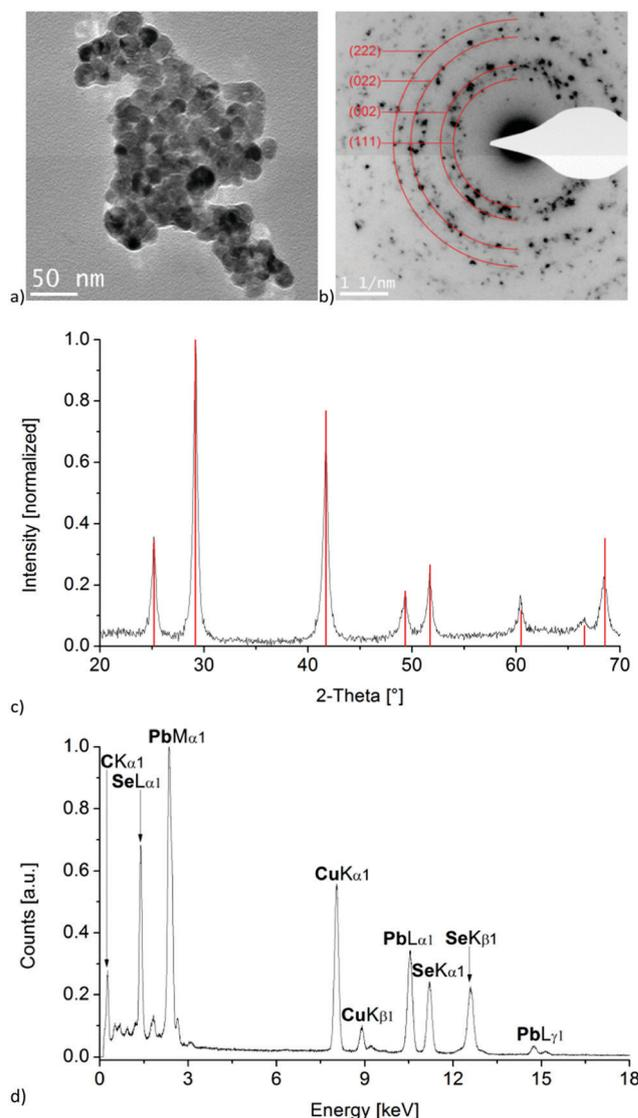 50 nm
a)
(222)
(022)
(002)
(111)
1 1/nm
b)
1.0
0.8
0.6
0.4
0.2
0.0
Intensity [normalized]
20 30 40 50 60 70
2-Theta [°]
c)
PbMα1
CKα1
SeLα1
CuKα1
PbLα1
SeKβ1
SeKα1
CuKβ1
PbLγ1
1.0
0.8
0.6
0.4
0.2
0.0
Counts [a.u.]
0 3 6 9 12 15 18
Energy [keV]
d)